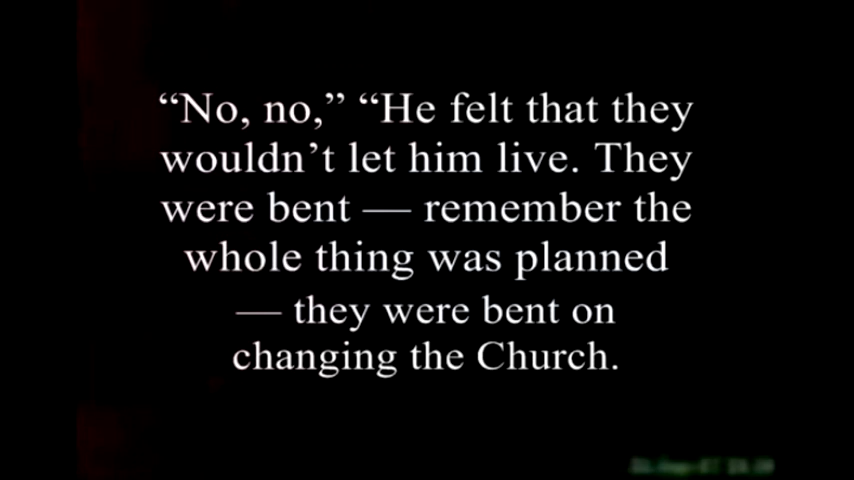 “No, no,” “He felt that they
wouldn’t let him live. They
were bent — remember the
whole thing was planned
— they were bent on
changing the Church.